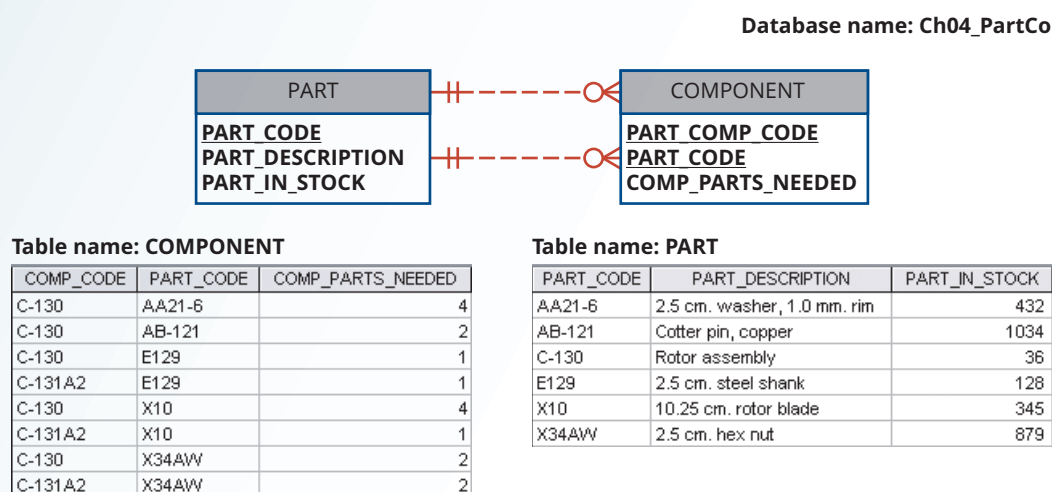 Database name: Ch04_PartCo
PART
COMPONENT
PART_CODE
PART_DESCRIPTION
PART_IN_STOCK
PART_COMP_CODE
PART_CODE
COMP_PARTS_NEEDED
Table name: COMPONENT
COMP_CODE PART_CODE COMP_PARTS_NEEDED
C-130 AA21-6 4
C-130 AB-121 2
C-130 E129 1
C-131A2 E129 1
C-130 X10 4
C-131A2 X10 1
C-130 X34AW 2
C-131A2 X34AW 2
Table name: PART
PART_CODE PART_DESCRIPTION PART_IN_STOCK
AA21-6 2.5 cm. washer, 1.0 mm. rim 432
AB-121 Cotter pin, copper 1034
C-130 Rotor assembly 36
E129 2.5 cm. steel shank 128
X10 10.25 cm. rotor blade 345
X34AW 2.5 cm. hex nut 879